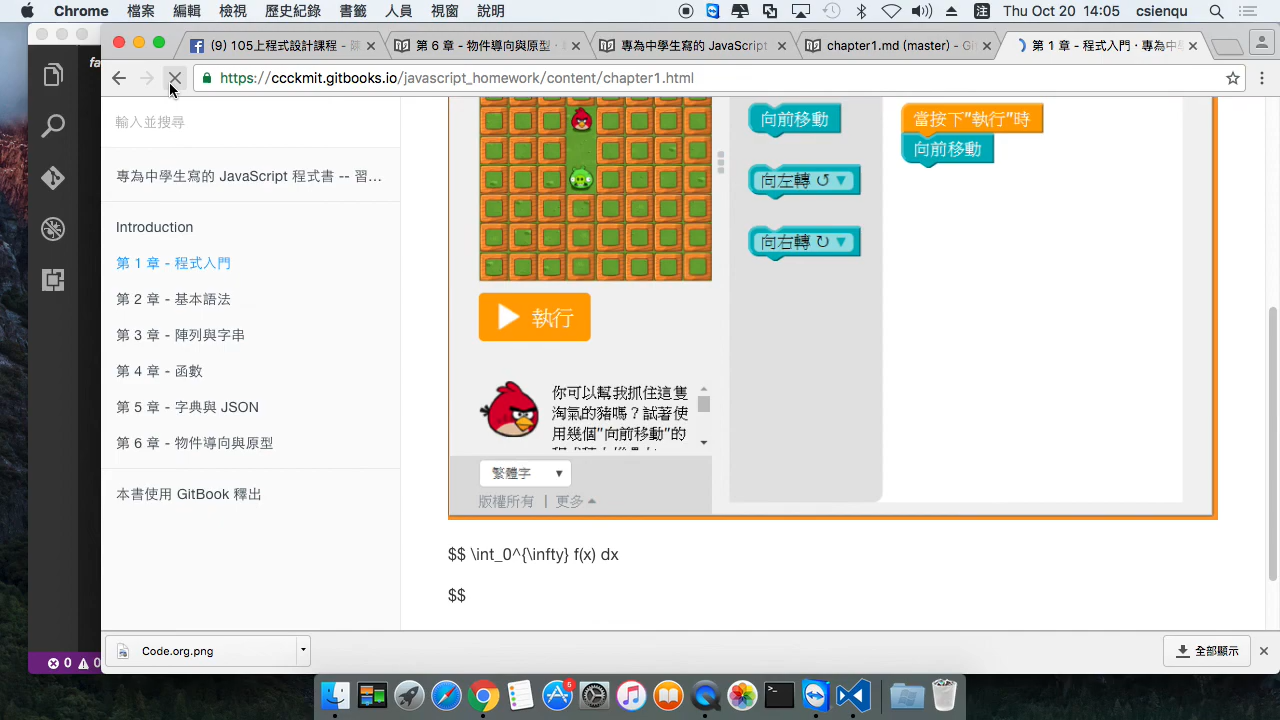 Chrome 檔案 編輯 檢視 歷史紀錄 書籤 人員 視窗 說明 注 Thu Oct 20 14:05 csienqu
(9) 105上程式設計課程 - 第 6 章 - 物件導向與原型 · 專為中學生寫的 JavaScript chapter1.md (master) · Gi 第 1 章 - 程式入門 · 專為中
https://ccckmit.gitbooks.io/javascript_homework/content/chapter1.html
輸入並搜尋
專為中學生寫的 JavaScript 程式書 -- 習...
Introduction
第 1 章 - 程式入門
第 2 章 - 基本語法
第 3 章 - 陣列與字串
第 4 章 - 函數
第 5 章 - 字典與 JSON
第 6 章 - 物件導向與原型
本書使用 GitBook 釋出
向前移動
向左轉 ↺ ▼
向右轉 ↻ ▼
當按下"執行"時
向前移動
執行
你可以幫我抓住這隻
淘氣的豬嗎？試著使
用幾個"向前移動"的
繁體字 ▼
版權所有 | 更多
$$ \int_0^{\infty} f(x) dx
$$
0 0
Code.org.png
全部顯示
6